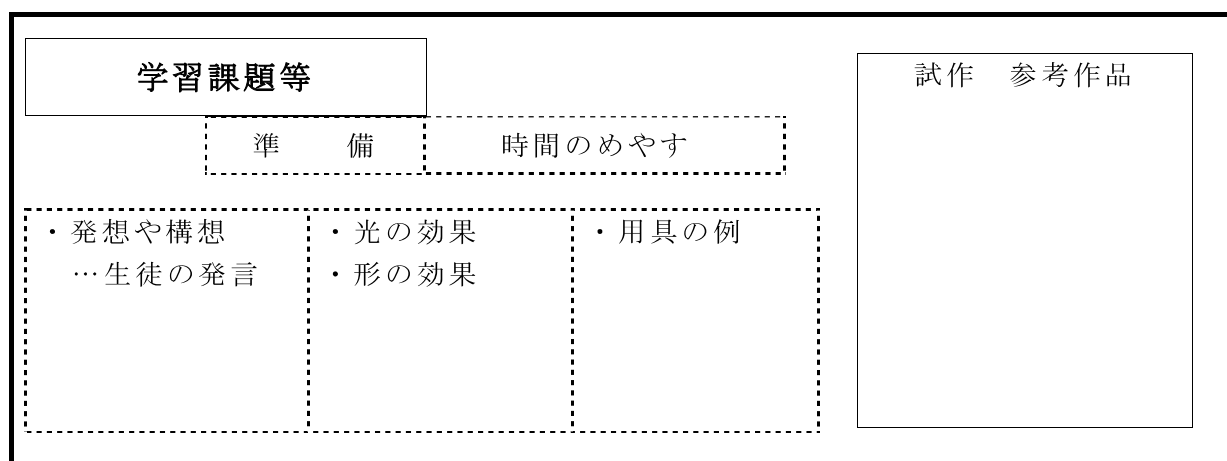 学習課題等
試作　参考作品
準　　備
時間のめやす
・発想や構想
…生徒の発言
・光の効果
・形の効果
・用具の例